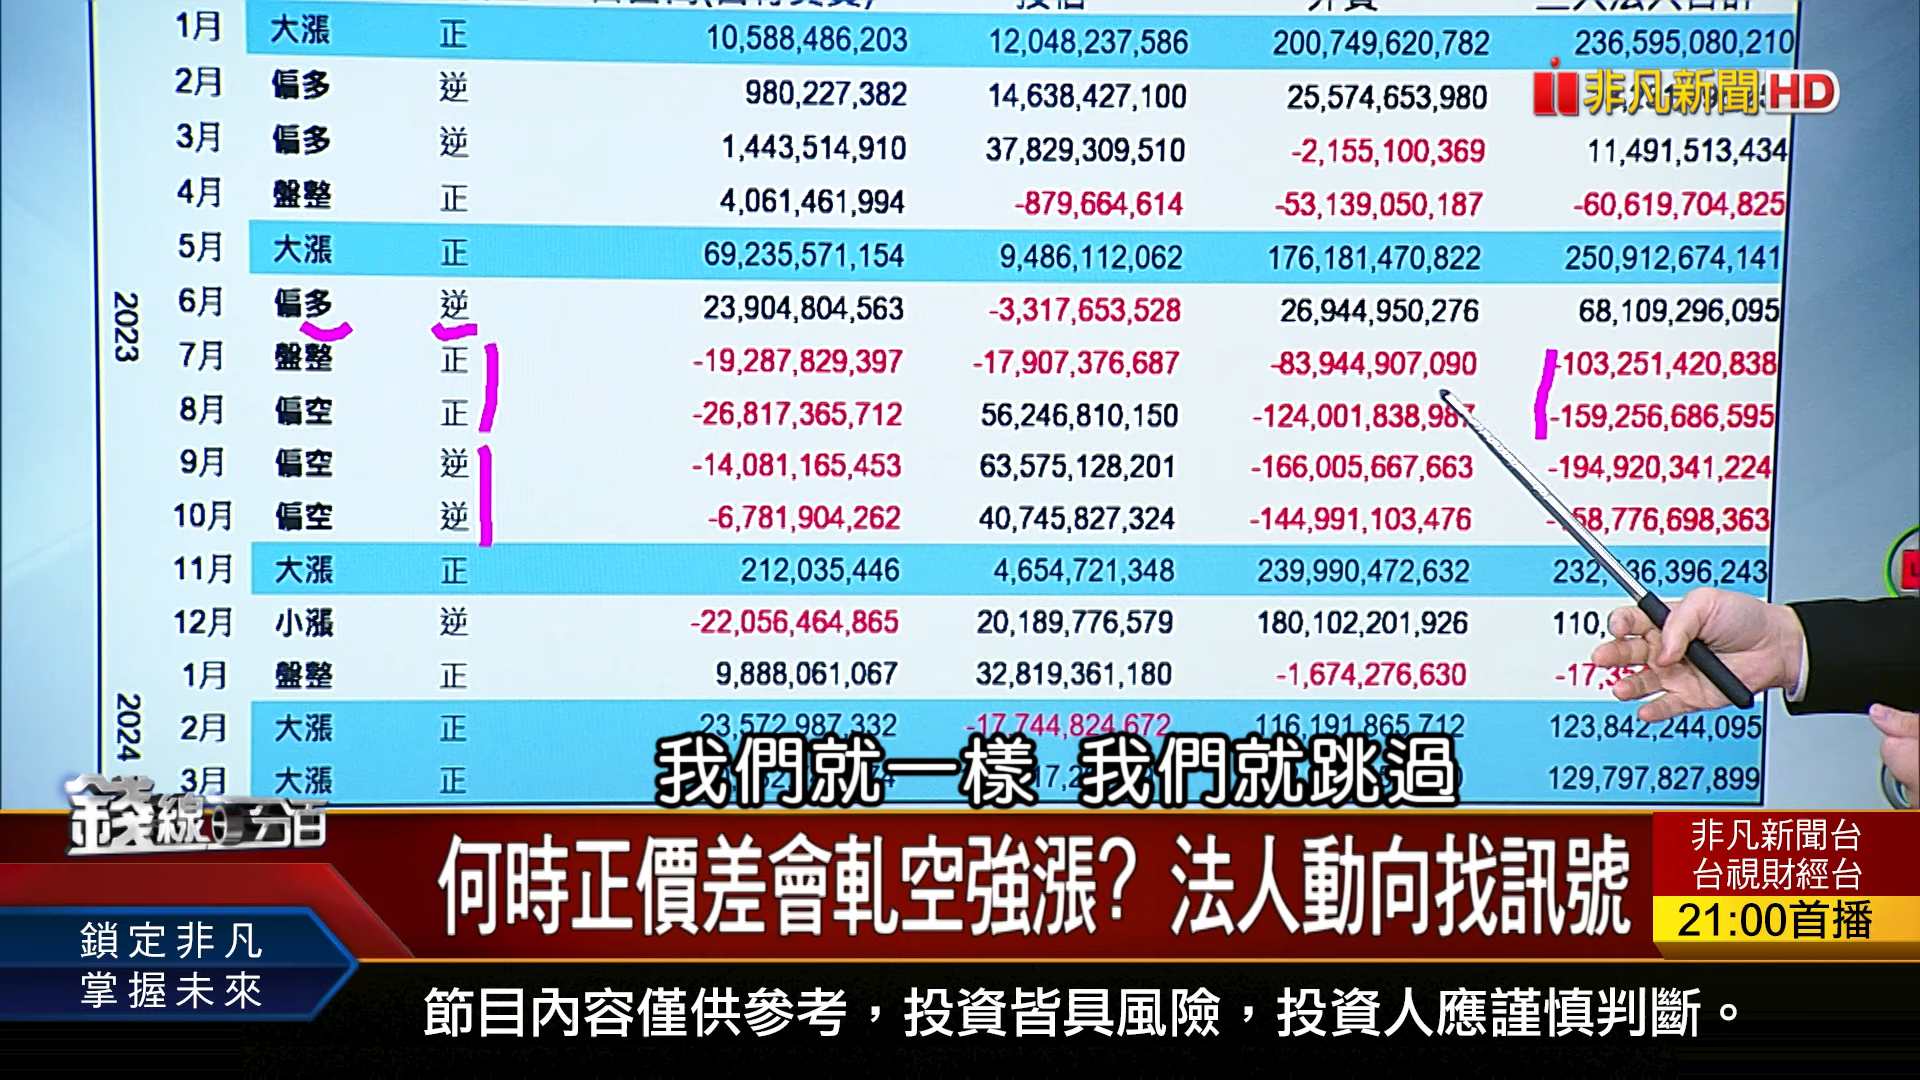 1月 大漲 正 10,588,486,203 12,048,237,586 200,749,620,782 236,595,080,210
2月 偏多 逆 980,227,382 14,638,427,100 25,574,653,980
非凡新聞HD
3月 偏多 逆 1,443,514,910 37,829,309,510 -2,155,100,369 11,491,513,434
4月 盤整 正 4,061,461,994 -879,664,614 -53,139,050,187 -60,619,704,825
5月 大漲 正 69,235,571,154 9,486,112,062 176,181,470,822 250,912,674,141
2023
6月 偏多 逆 23,904,804,563 -3,317,653,528 26,944,950,276 68,109,296,095
7月 盤整 正 -19,287,829,397 -17,907,376,687 -83,944,907,090 -103,251,420,838
8月 偏空 正 -26,817,365,712 56,246,810,150 -124,001,838,987 -159,256,686,595
9月 偏空 逆 -14,081,165,453 63,575,128,201 -166,005,667,663 -194,920,341,224
10月 偏空 逆 -6,781,904,262 40,745,827,324 -144,991,103,476
11月 大漲 正 212,035,446 4,654,721,348 239,990,472,632
12月 小漲 逆 -22,056,464,865 20,189,776,579 180,102,201,926
1月 盤整 正 9,888,061,067 32,819,361,180 -1,674,276,630
2024
2月 大漲 正 23,572,987,332 -17,744,824,672 116,191,865,712 123,842,244,095
3月 大漲 正 129,797,827,899
我們就一樣 我們就跳過
錢線百分百
何時正價差會軋空強漲? 法人動向找訊號
非凡新聞台
台視財經台
21:00首播
鎖定非凡
掌握未來
節目內容僅供參考，投資皆具風險，投資人應謹慎判斷。